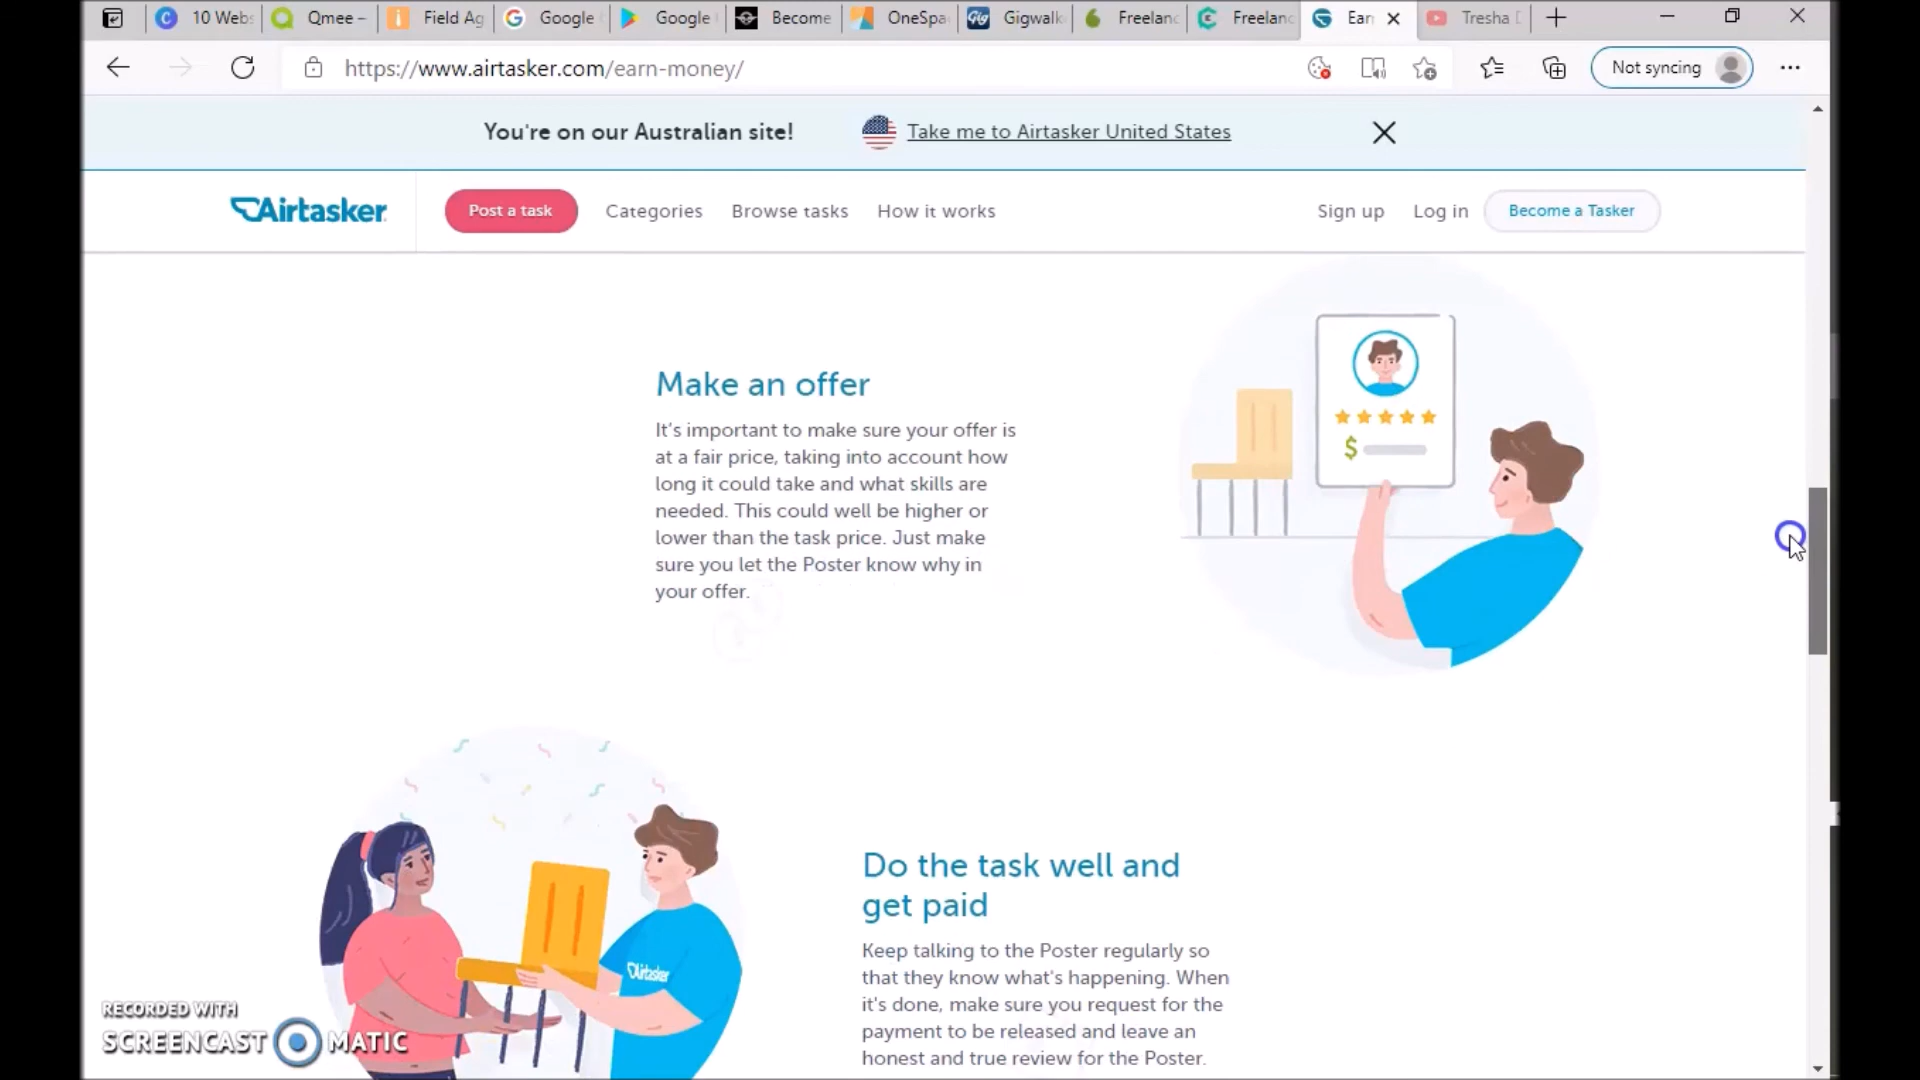 10 Webs
Qmee –
Field Ag
Google
Google
Become
OneSpa
Gigwalk
Freelanc
Freelanc
Ear
Tresha D
https://www.airtasker.com/earn-money/
Not syncing
You're on our Australian site!
Take me to Airtasker United States
Airtasker
Post a task
Categories
Browse tasks
How it works
Sign up
Log in
Become a Tasker
Make an offer
It's important to make sure your offer is
at a fair price, taking into account how
long it could take and what skills are
needed. This could well be higher or
lower than the task price. Just make
sure you let the Poster know why in
your offer.
$
Do the task well and
get paid
Keep talking to the Poster regularly so
that they know what's happening. When
it's done, make sure you request for the
payment to be released and leave an
honest and true review for the Poster.
Airtasker
RECORDED WITH
SCREENCAST MATIC